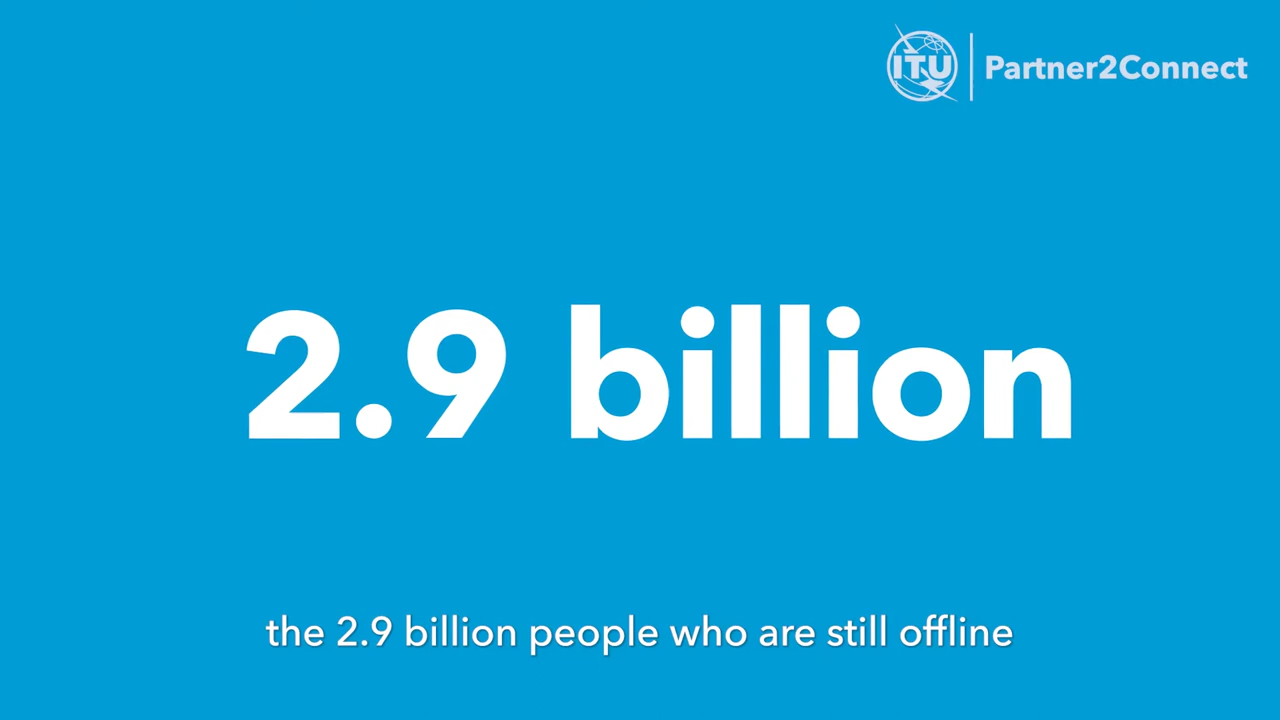 ITU | Partner2Connect
2.9 billion
the 2.9 billion people who are still offline